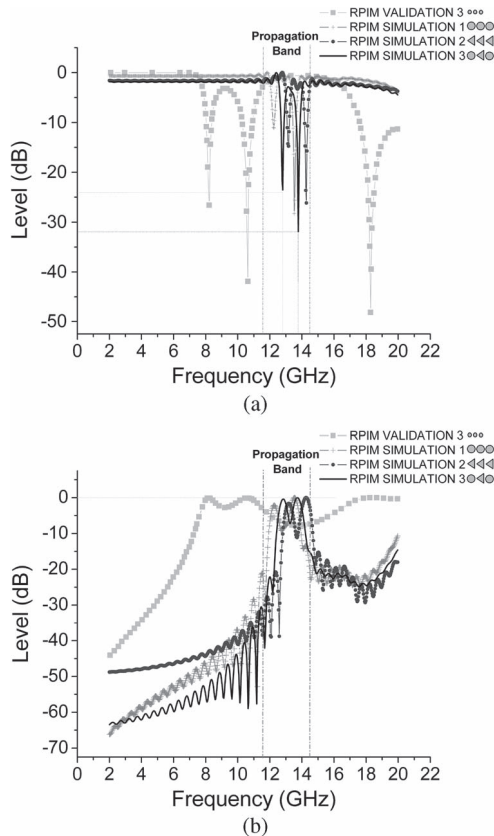 RPIM VALIDATION 3
RPIM SIMULATION 1
RPIM SIMULATION 2
RPIM SIMULATION 3
Propagation
Band
0
-10
-20
-30
-40
-50
Level (dB)
0 2 4 6 8 10 12 14 16 18 20 22
Frequency (GHz)
(a)
RPIM VALIDATION 3
RPIM SIMULATION 1
RPIM SIMULATION 2
RPIM SIMULATION 3
Propagation
Band
0
-10
-20
-30
-40
-50
-60
-70
Level (dB)
0 2 4 6 8 10 12 14 16 18 20 22
Frequency (GHz)
(b)